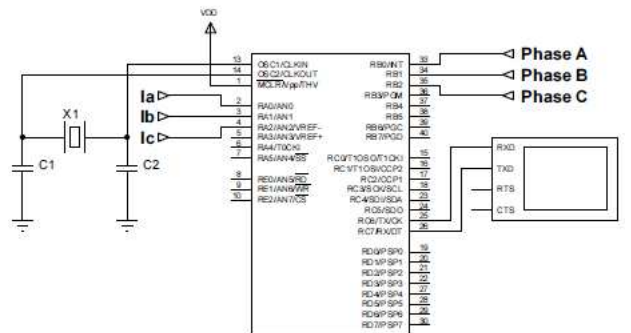 VDD
13 OSC1/CLKIN
14 OSC2/CLKOUT
1 MCLR/Vpp/THV
Ia 2 RA0/AN0
Ib 3 RA1/AN1
Ic 4 RA2/AN2/VREF-
5 RA3/AN3/VREF+
6 RA4/T0CKI
7 RA5/AN4/SS
8 RE0/AN5/RD
9 RE1/AN6/WR
10 RE2/AN7/CS
X1
C1
C2
RB0/INT 33 Phase A
RB1 34 Phase B
RB2 35 Phase C
RB3/PGM 36
RB4 37
RB5 38
RB6/PGC 39
RB7/PGD 40
RC0/T1OSO/T1CKI 15
RC1/T1OSI/CCP2 16
RC2/CCP1 17
RC3/SCK/SCL 18
RC4/SDI/SDA 23
RC5/SDO 24
RC6/TX/CK 25
RC7/RX/DT 26
RD0/PSP0 19
RD1/PSP1 20
RD2/PSP2 21
RD3/PSP3 22
RD4/PSP4 27
RD5/PSP5 28
RD6/PSP6 29
RD7/PSP7 30
RXD
TXD
RTS
CTS